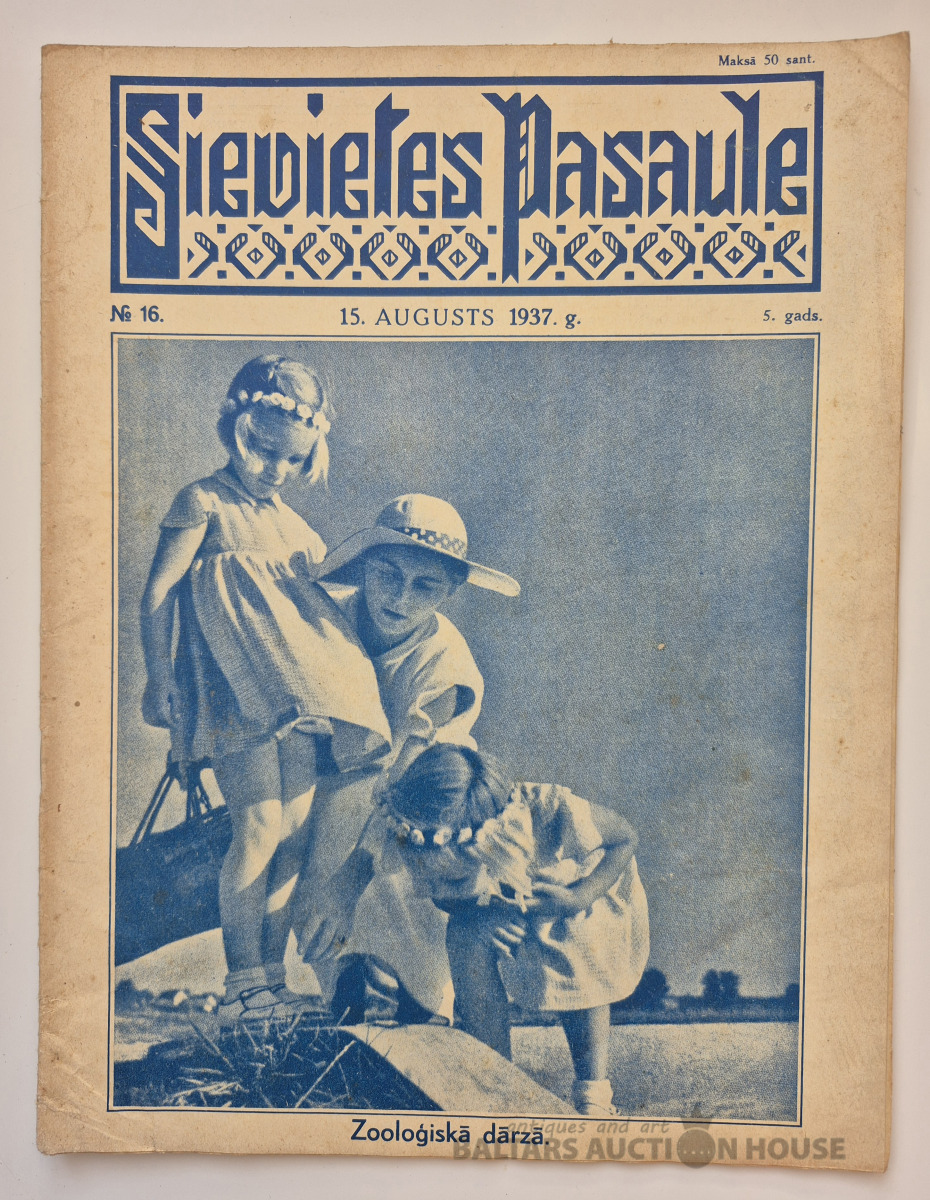 Maksā 50 sant.
Sievietes Pasaule
№ 16.
15. AUGUSTS 1937. g.
5. gads.
Zooloģiskā dārzā.
antiques and art
BALTARS AUCTION HOUSE